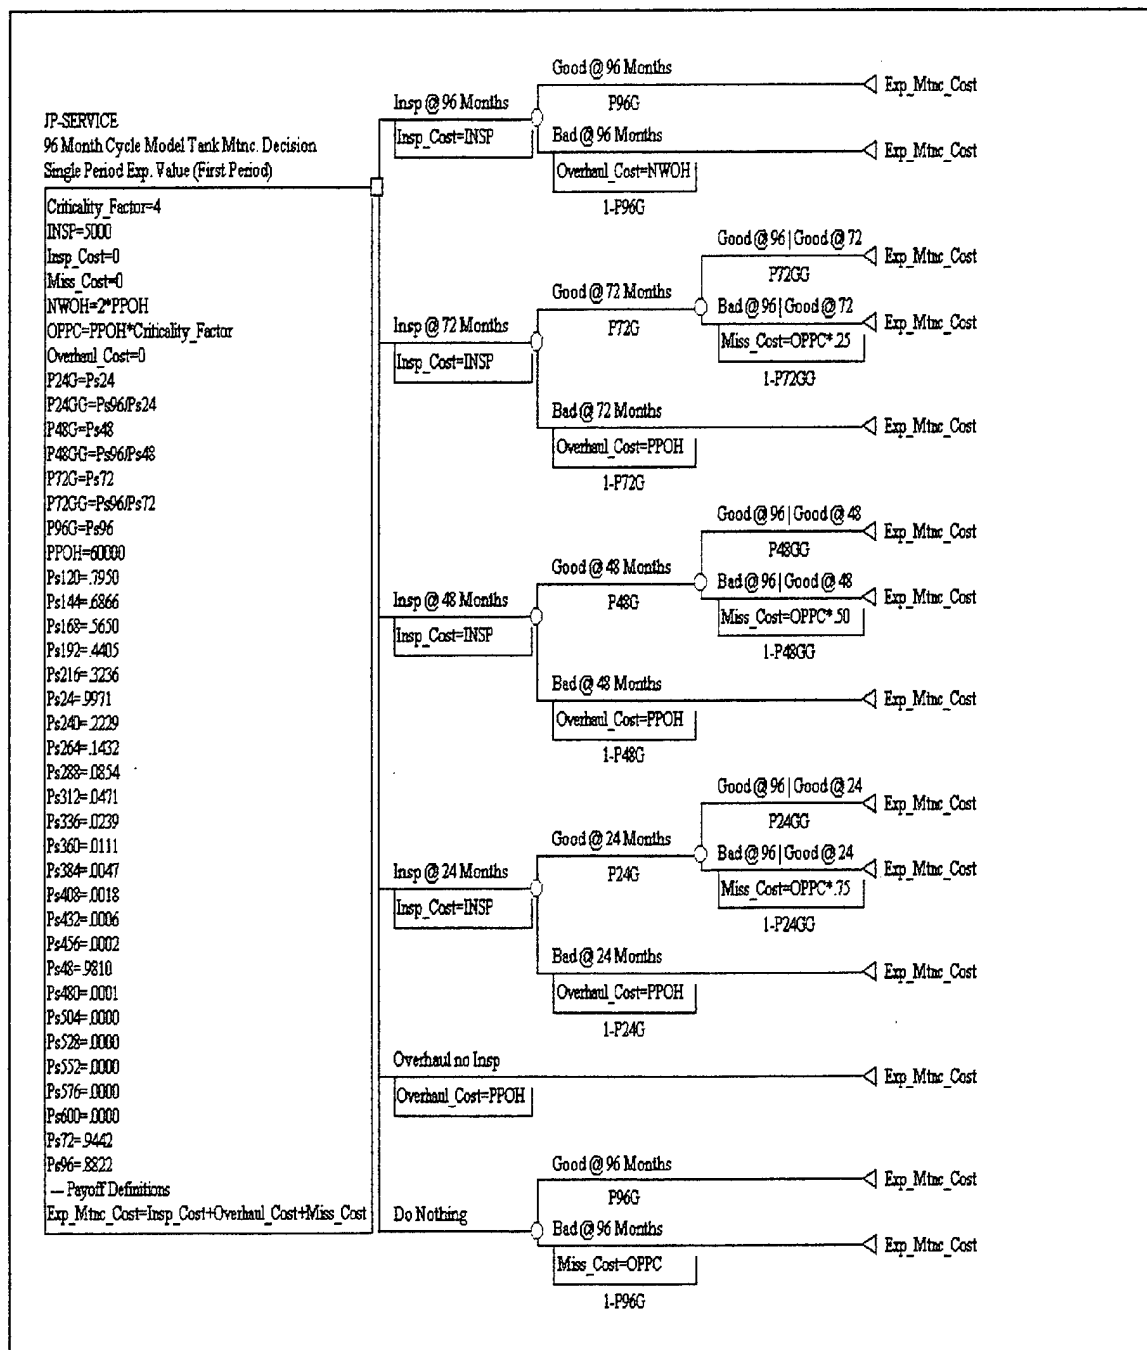 JP-SERVICE
96 Month Cycle Model Tank Mtnc. Decision
Single Period Exp. Value (First Period)
Criticality_Factor=4
INSP=5000
Insp_Cost=0
Miss_Cost=0
NWOH=2*PPOH
OPPC=PPOH*Criticality_Factor
Overhaul_Cost=0
P24G=Ps24
P24GG=Ps96/Ps24
P48G=Ps48
P48GG=Ps96/Ps48
P72G=Ps72
P72GG=Ps96/Ps72
P96G=Ps96
PPOH=60000
Ps120=.7950
Ps144=.6866
Ps168=.5650
Ps192=.4405
Ps216=.3236
Ps24=.9971
Ps240=.2229
Ps264=.1432
Ps288=.0854
Ps312=.0471
Ps336=.0239
Ps360=.0111
Ps384=.0047
Ps408=.0018
Ps432=.0006
Ps456=.0002
Ps48=.9810
Ps480=.0001
Ps504=.0000
Ps528=.0000
Ps552=.0000
Ps576=.0000
Ps600=.0000
Ps72=.9442
Ps96=.8822
— Payoff Definitions
Exp_Mtnc_Cost=Insp_Cost+Overhaul_Cost+Miss_Cost
Insp @ 96 Months
Insp_Cost=INSP
Good @ 96 Months
P96G
Exp_Mtnc_Cost
Bad @ 96 Months
Overhaul_Cost=NWOH
1-P96G
Exp_Mtnc_Cost
Insp @ 72 Months
Insp_Cost=INSP
Good @ 72 Months
P72G
Good @ 96 | Good @ 72
P72GG
Exp_Mtnc_Cost
Bad @ 96 | Good @ 72
Miss_Cost=OPPC*.25
1-P72GG
Exp_Mtnc_Cost
Bad @ 72 Months
Overhaul_Cost=PPOH
1-P72G
Exp_Mtnc_Cost
Insp @ 48 Months
Insp_Cost=INSP
Good @ 48 Months
P48G
Good @ 96 | Good @ 48
P48GG
Exp_Mtnc_Cost
Bad @ 96 | Good @ 48
Miss_Cost=OPPC*.50
1-P48GG
Exp_Mtnc_Cost
Bad @ 48 Months
Overhaul_Cost=PPOH
1-P48G
Exp_Mtnc_Cost
Insp @ 24 Months
Insp_Cost=INSP
Good @ 24 Months
P24G
Good @ 96 | Good @ 24
P24GG
Exp_Mtnc_Cost
Bad @ 96 | Good @ 24
Miss_Cost=OPPC*.75
1-P24GG
Exp_Mtnc_Cost
Bad @ 24 Months
Overhaul_Cost=PPOH
1-P24G
Exp_Mtnc_Cost
Overhaul no Insp
Overhaul_Cost=PPOH
Exp_Mtnc_Cost
Do Nothing
Good @ 96 Months
P96G
Exp_Mtnc_Cost
Bad @ 96 Months
Miss_Cost=OPPC
1-P96G
Exp_Mtnc_Cost